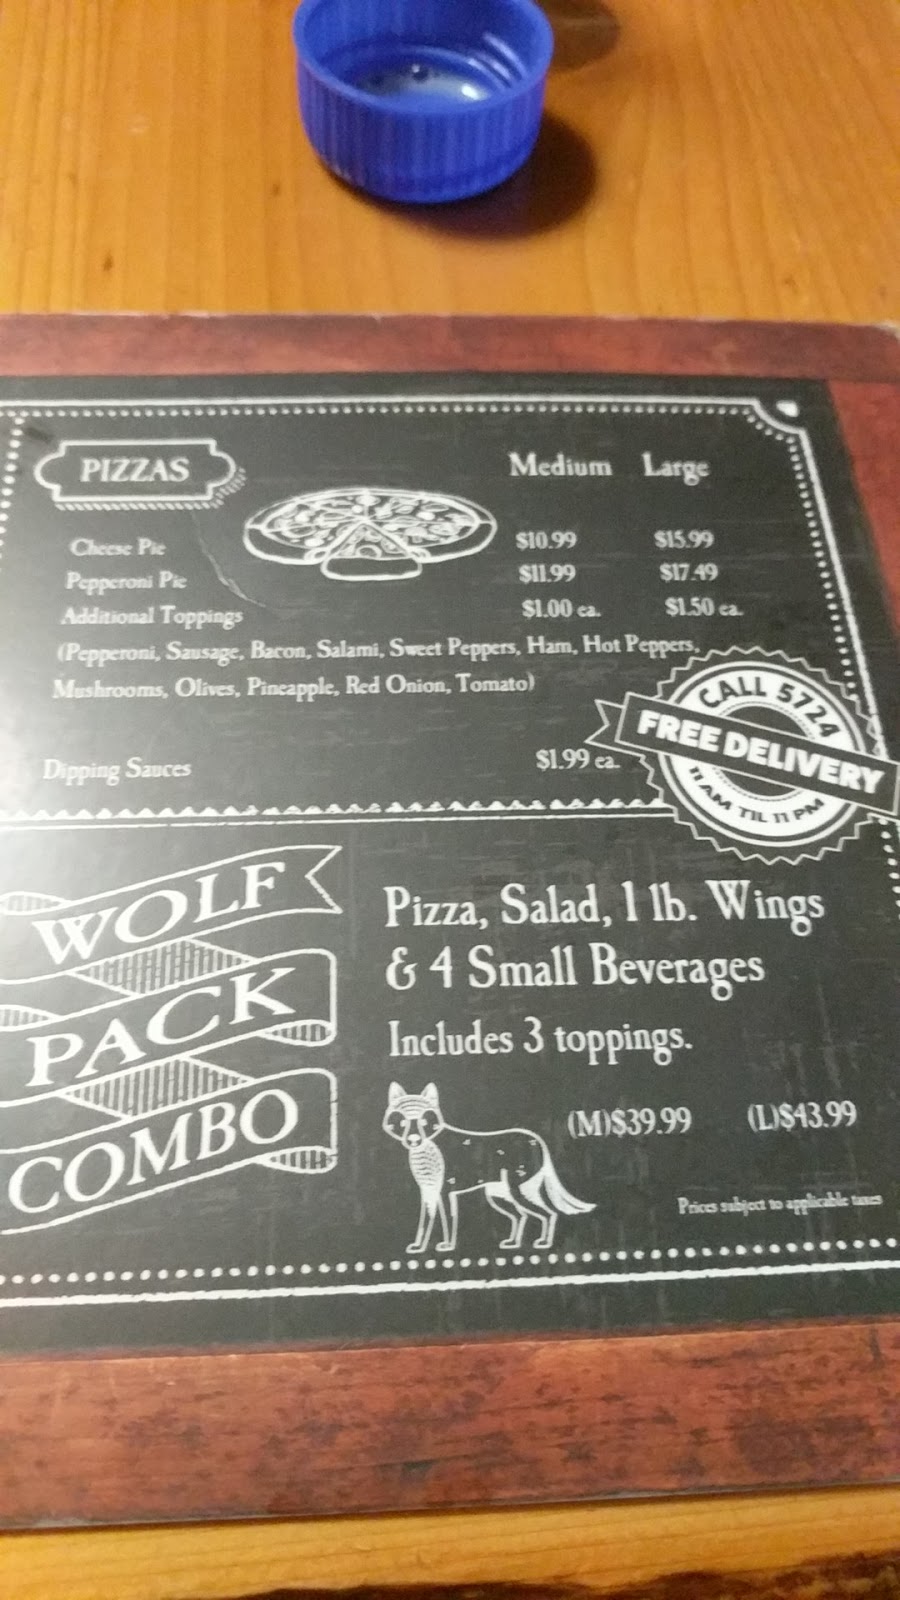 PIZZAS
Medium Large
Cheese Pie $10.99 $15.99
Pepperoni Pie $11.99 $17.49
Additional Toppings $1.00 ea. $1.50 ea.
(Pepperoni, Sausage, Bacon, Salami, Sweet Peppers, Ham, Hot Peppers,
Mushrooms, Olives, Pineapple, Red Onion, Tomato)
Dipping Sauces $1.99 ea.
CALL 5724
FREE DELIVERY
11 AM TIL 11 PM
WOLF
PACK
COMBO
Pizza, Salad, 1 lb. Wings
& 4 Small Beverages
Includes 3 toppings.
(M)$39.99 (L)$43.99
Prices subject to applicable taxes